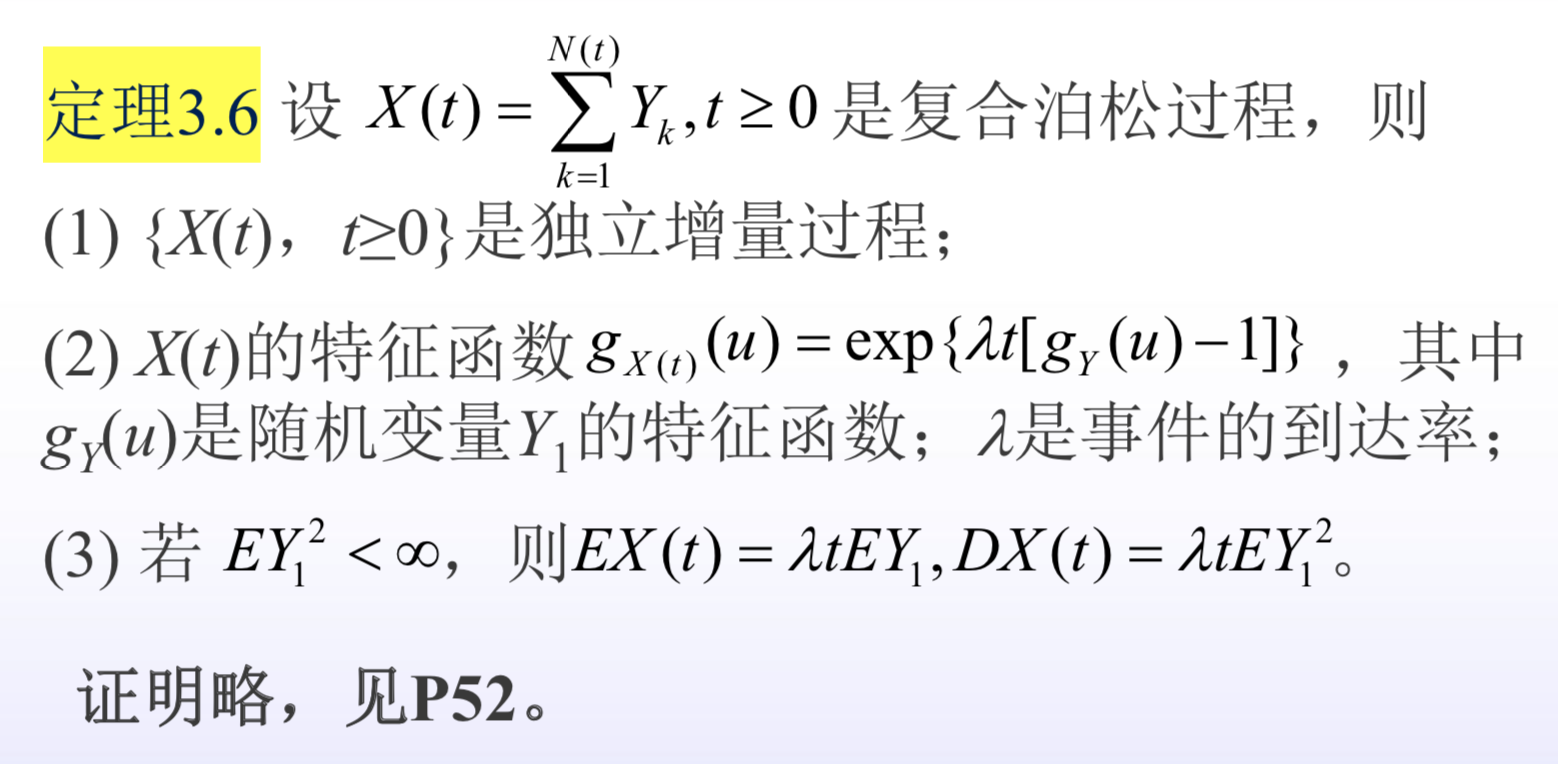 定理3.6 设 $X(t)=\sum_{k=1}^{N(t)}Y_k, t\geq 0$ 是复合泊松过程，则
(1) {X(t)，t≥0}是独立增量过程；
(2) X(t)的特征函数 $g_{X(t)}(u)=\exp\{\lambda t[g_Y(u)-1]\}$ ，其中
$g_Y(u)$是随机变量$Y_1$的特征函数；λ是事件的到达率；
(3) 若 $EY_1^2<\infty$，则$EX(t)=\lambda tEY_1, DX(t)=\lambda tEY_1^2$。
证明略，见P52。